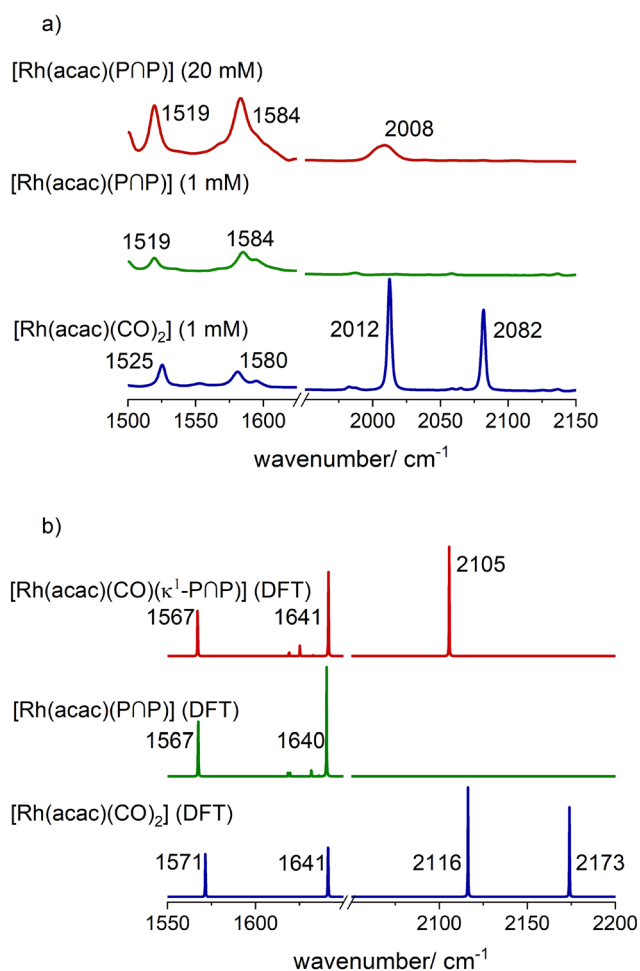 a)
[Rh(acac)(P∩P)] (20 mM)
1519
1584
2008
[Rh(acac)(P∩P)] (1 mM)
1519
1584
[Rh(acac)(CO)₂] (1 mM)
2012
2082
1525
1580
1500 1550 1600 2000 2050 2100 2150
wavenumber/ cm⁻¹
b)
2105
[Rh(acac)(CO)(κ¹-P∩P)] (DFT)
1567
1641
[Rh(acac)(P∩P)] (DFT)
1567
1640
[Rh(acac)(CO)₂] (DFT)
1571
1641
2116
2173
1550 1600 2100 2150 2200
wavenumber/ cm⁻¹